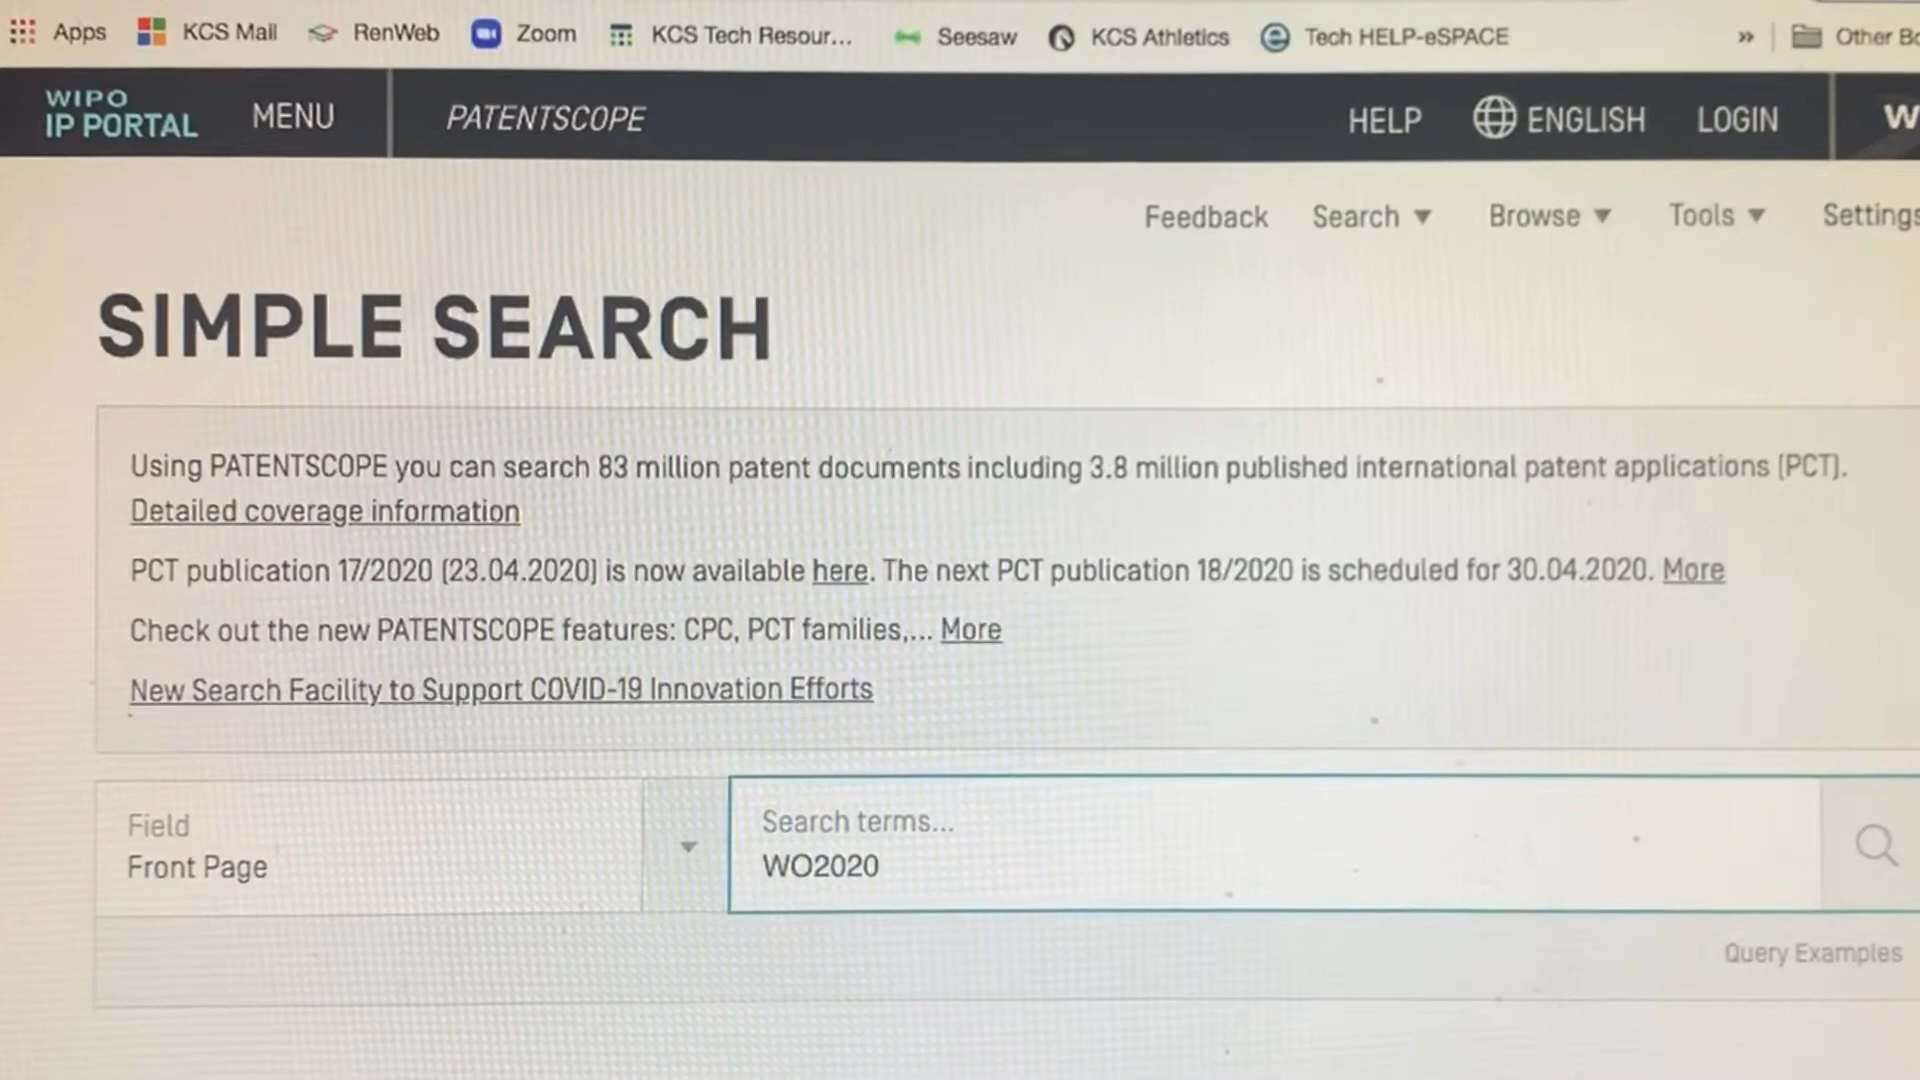 Apps KCS Mail RenWeb Zoom KCS Tech Resour... Seesaw KCS Athletics Tech HELP-eSPACE » Other Bo
WIPO
IP PORTAL MENU PATENTSCOPE HELP ENGLISH LOGIN W
Feedback Search Browse Tools Settings
SIMPLE SEARCH
Using PATENTSCOPE you can search 83 million patent documents including 3.8 million published international patent applications (PCT).
Detailed coverage information
PCT publication 17/2020 (23.04.2020) is now available here. The next PCT publication 18/2020 is scheduled for 30.04.2020. More
Check out the new PATENTSCOPE features: CPC, PCT families,... More
New Search Facility to Support COVID-19 Innovation Efforts
Field
Front Page
Search terms...
WO2020
Query Examples